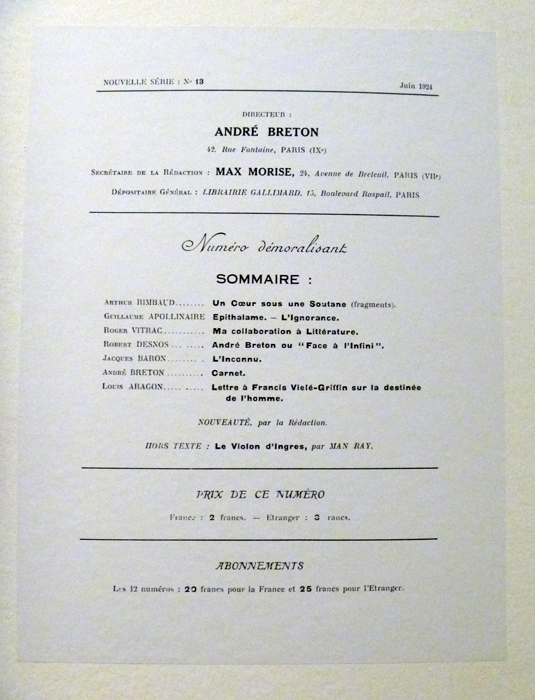 NOUVELLE SÉRIE : No 13
Juin 1924
DIRECTEUR :
ANDRÉ BRETON
42, Rue Fontaine, PARIS (IXe)
SECRÉTAIRE DE LA RÉDACTION : MAX MORISE, 24, Avenue de Breteuil, PARIS (VIIe)
DÉPOSITAIRE GÉNÉRAL : LIBRAIRIE GALLIMARD, 15, Boulevard Raspail, PARIS
Numéro démoralisant
SOMMAIRE :
ARTHUR RIMBAUD........ Un Cœur sous une Soutane (fragments).
GUILLAUME APOLLINAIRE Epithalame. — L'Ignorance.
ROGER VITRAC.......... Ma collaboration à Littérature.
ROBERT DESNOS ... ..... André Breton ou "Face à l'Infini".
JACQUES BARON......... L'Inconnu.
ANDRÉ BRETON ......... Carnet.
LOUIS ARAGON..... ..... Lettre à Francis Vielé-Griffin sur la destinée
de l'homme.
NOUVEAUTÉ, par la Rédaction.
HORS TEXTE : Le Violon d'Ingres, par MAN RAY.
PRIX DE CE NUMÉRO
France : 2 francs. — Etranger : 3 rancs.
ABONNEMENTS
Les 12 numéros : 20 francs pour la France et 25 francs pour l'Etranger.